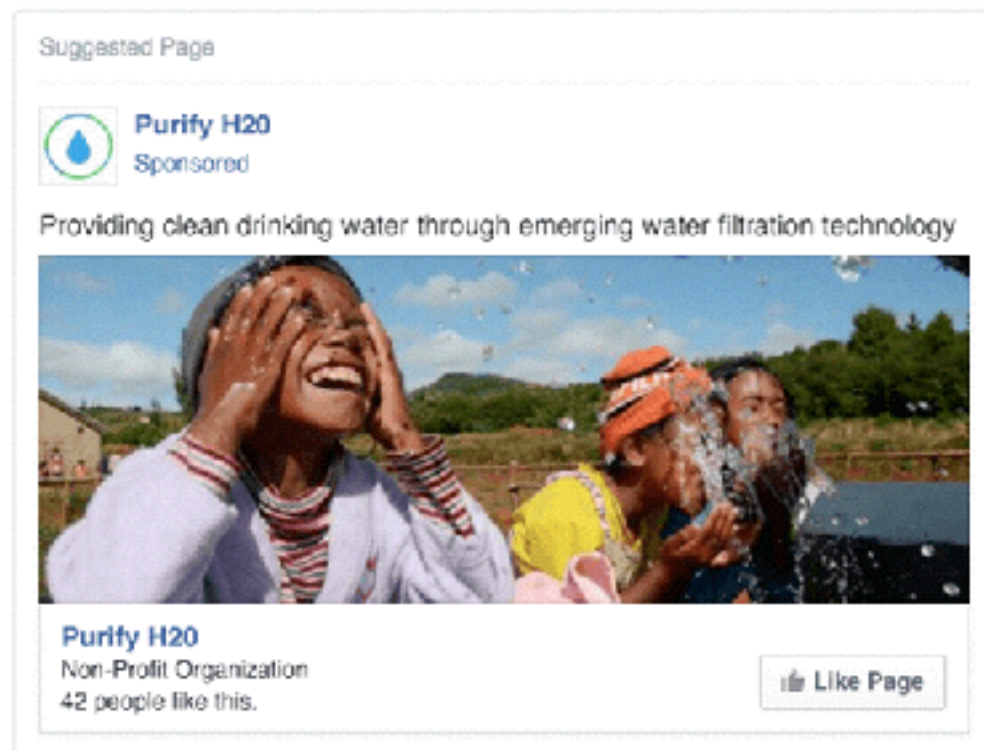 Suggested Page
Purify H20
Sponsored
Providing clean drinking water through emerging water filtration technology
Purify H20
Non-Profit Organization
42 people like this.
Like Page